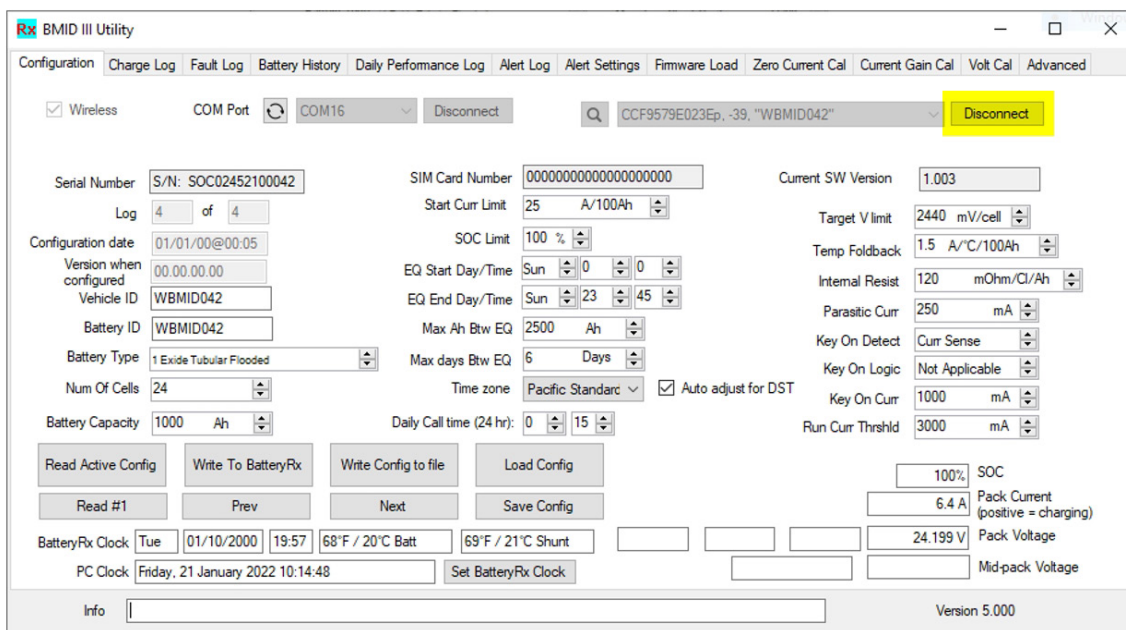 Rx BMID III Utility
Configuration Charge Log Fault Log Battery History Daily Performance Log Alert Log Alert Settings Firmware Load Zero Current Cal Current Gain Cal Volt Cal Advanced
Wireless COM Port COM16 Disconnect CCF9579E023Ep, -39, "WBMID042" Disconnect
Serial Number S/N: SOC02452100042 SIM Card Number 00000000000000000000 Current SW Version 1.003
Log 4 of 4 Start Curr Limit 25 A/100Ah Target V limit 2440 mV/cell
Configuration date 01/01/00@00:05 SOC Limit 100 % Temp Foldback 1.5 A/°C/100Ah
Version when configured 00.00.00.00 EQ Start Day/Time Sun 0 0 Internal Resist 120 mOhm/Cl/Ah
Vehicle ID WBMID042 EQ End Day/Time Sun 23 45 Parasitic Curr 250 mA
Battery ID WBMID042 Max Ah Btw EQ 2500 Ah Key On Detect Curr Sense
Battery Type 1 Exide Tubular Flooded Max days Btw EQ 6 Days Key On Logic Not Applicable
Num Of Cells 24 Time zone Pacific Standarc Auto adjust for DST Key On Curr 1000 mA
Battery Capacity 1000 Ah Daily Call time (24 hr): 0 15 Run Curr Thrshld 3000 mA
Read Active Config Write To BatteryRx Write Config to file Load Config
100% SOC
Read #1 Prev Next Save Config 6.4 A Pack Current (positive = charging)
BatteryRx Clock Tue 01/10/2000 19:57 68°F / 20°C Batt 69°F / 21°C Shunt 24.199 V Pack Voltage
PC Clock Friday, 21 January 2022 10:14:48 Set BatteryRx Clock Mid-pack Voltage
Info Version 5.000